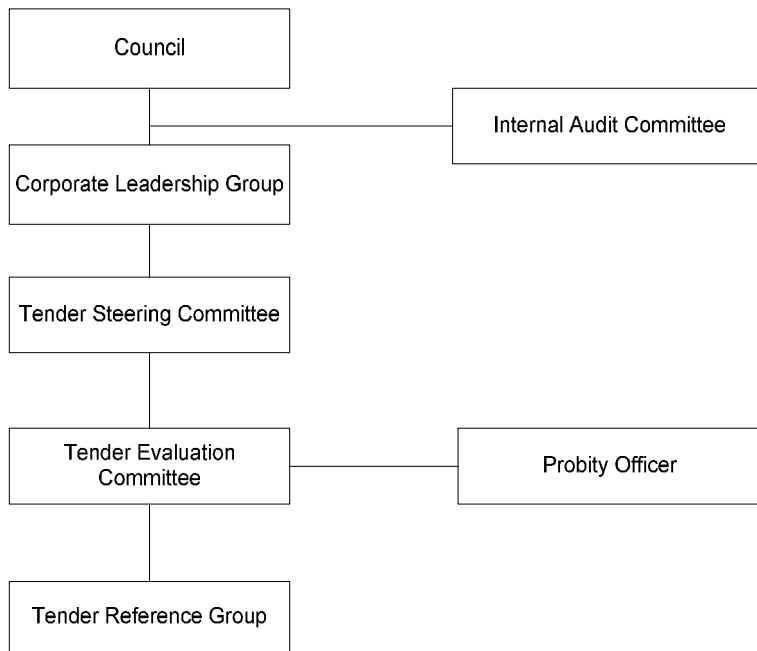 Council
Internal Audit Committee
Corporate Leadership Group
Tender Steering Committee
Tender Evaluation
Committee
Probity Officer
Tender Reference Group